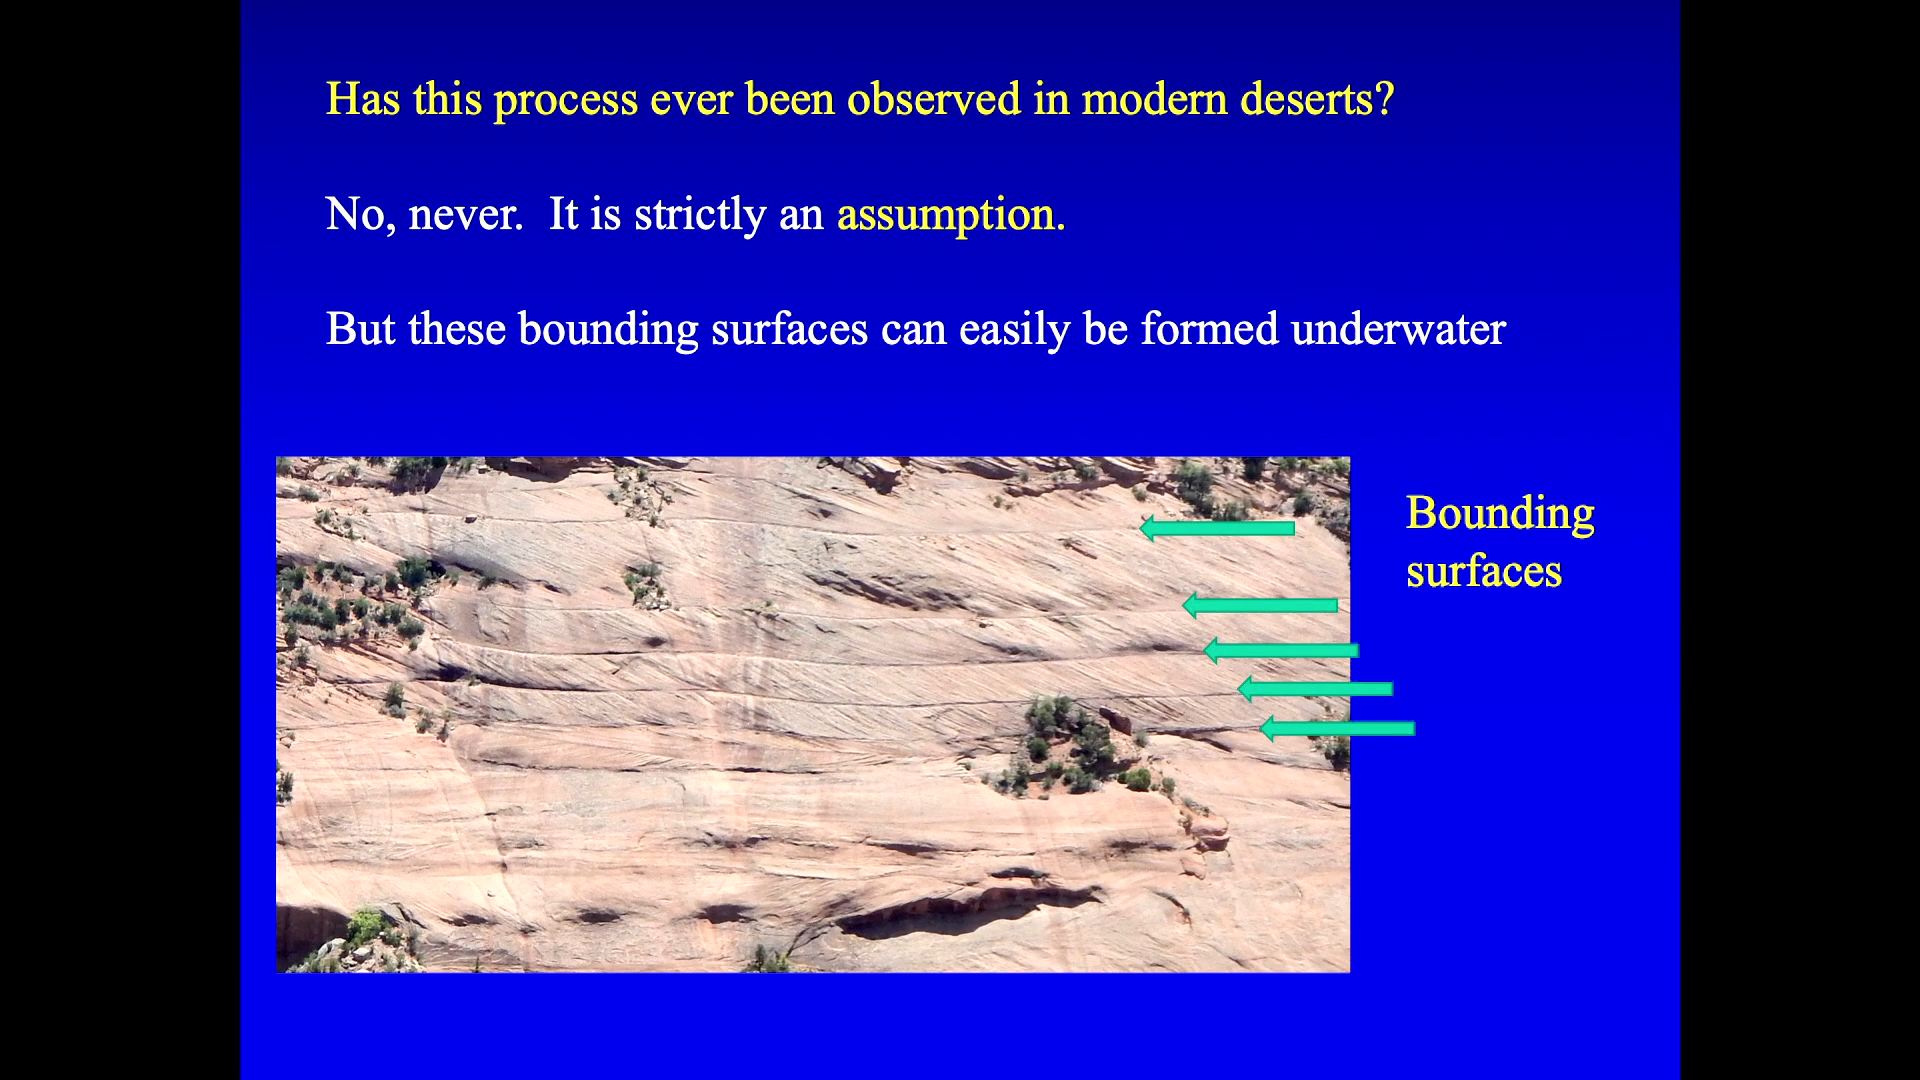 Has this process ever been observed in modern deserts?
No, never.  It is strictly an assumption.
But these bounding surfaces can easily be formed underwater
Bounding
surfaces